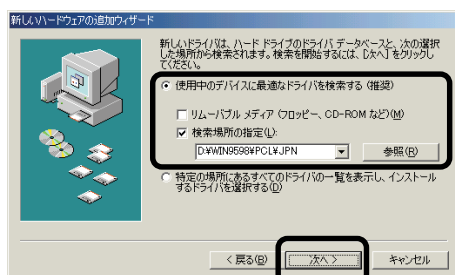 新しいハードウェアの追加ウィザード
新しいドライバは、ハード ドライブのドライバ データベースと、次の選択
した場所から検索されます。検索を開始するには、[次へ] をクリックし
てください。
使用中のデバイスに最適なドライバを検索する (推奨)
リムーバブル メディア (フロッピー、CD-ROM など)(M)
検索場所の指定(L):
D:¥WIN9598¥PCL¥JPN
参照(R)
特定の場所にあるすべてのドライバの一覧を表示し、インストール
するドライバを選択する(D)
< 戻る(B)
次へ >
キャンセル